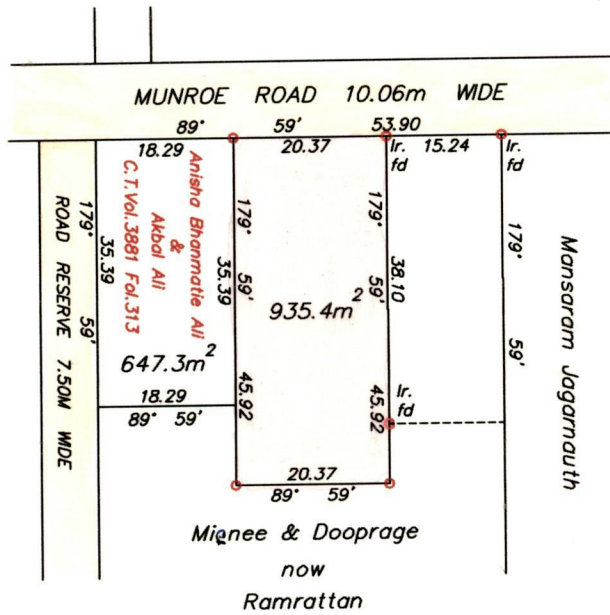 MUNROE ROAD 10.06m WIDE
89° 59' 53.90
18.29 20.37 15.24
Ir.
fd
Ir.
fd
ROAD RESERVE 7.50M WIDE
179° 59'
35.39
Anisha Bhanmatie Ali
&
Akbal Ali
C.T.Vol.3881 Fol.313
647.3m²
18.29
89° 59'
179° 59'
35.39
45.92
935.4m²
179° 59'
38.10
45.92
Ir.
fd
179° 59'
Mansaram Jagarnauth
20.37
89° 59'
& Dooprage
now
Ramrattan